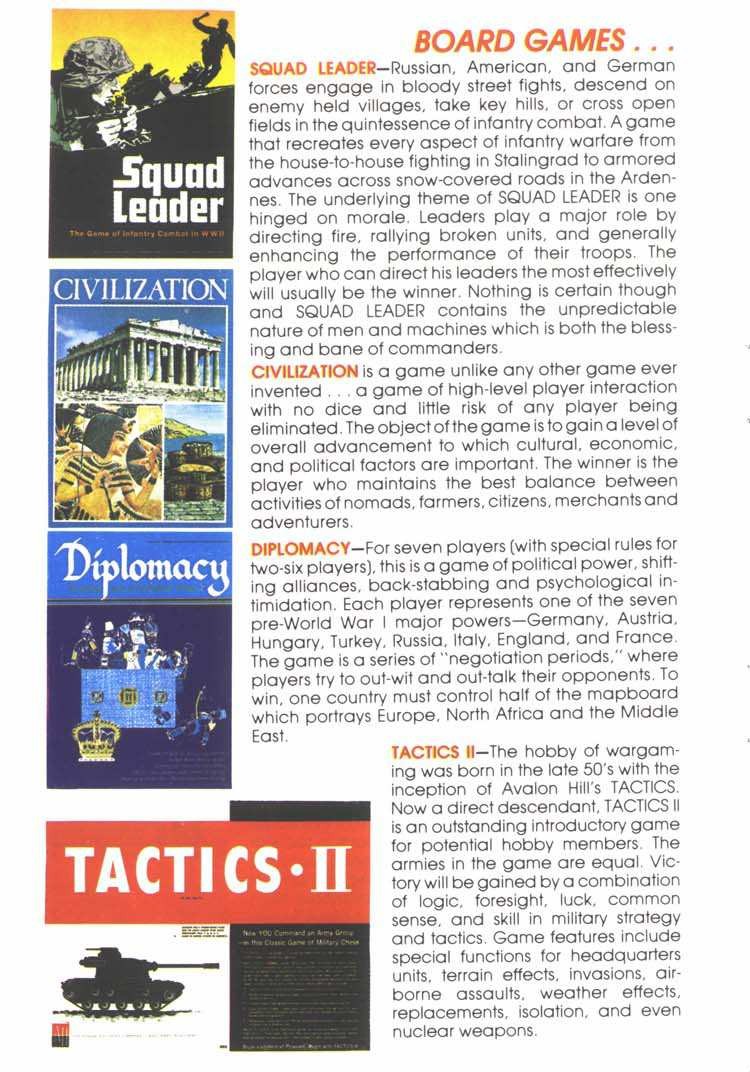 BOARD GAMES . . .
SQUAD LEADER—Russian, American, and German
forces engage in bloody street fights, descend on
enemy held villages, take key hills, or cross open
fields in the quintessence of infantry combat. A game
that recreates every aspect of infantry warfare from
the house-to-house fighting in Stalingrad to armored
advances across snow-covered roads in the Arden-
nes. The underlying theme of SQUAD LEADER is one
hinged on morale. Leaders play a major role by
directing fire, rallying broken units, and generally
enhancing the performance of their troops. The
player who can direct his leaders the most effectively
will usually be the winner. Nothing is certain though
and SQUAD LEADER contains the unpredictable
nature of men and machines which is both the bless-
ing and bane of commanders.
Squad
Leader
The Game of Infantry Combat in WWII
CIVILIZATION is a game unlike any other game ever
invented . . . a game of high-level player interaction
with no dice and little risk of any player being
eliminated. The object of the game is to gain a level of
overall advancement to which cultural, economic,
and political factors are important. The winner is the
player who maintains the best balance between
activities of nomads, farmers, citizens, merchants and
adventurers.
CIVILIZATION
DIPLOMACY—For seven players (with special rules for
two-six players), this is a game of political power, shift-
ing alliances, back-stabbing and psychological in-
timidation. Each player represents one of the seven
pre-World War I major powers—Germany, Austria,
Hungary, Turkey, Russia, Italy, England, and France.
The game is a series of "negotiation periods," where
players try to out-wit and out-talk their opponents. To
win, one country must control half of the mapboard
which portrays Europe, North Africa and the Middle
East.
Diplomacy
TACTICS II—The hobby of wargam-
ing was born in the late 50's with the
inception of Avalon Hill's TACTICS.
Now a direct descendant, TACTICS II
is an outstanding introductory game
for potential hobby members. The
armies in the game are equal. Vic-
tory will be gained by a combination
of logic, foresight, luck, common
sense, and skill in military strategy
and tactics. Game features include
special functions for headquarters
units, terrain effects, invasions, air-
borne assaults, weather effects,
replacements, isolation, and even
nuclear weapons.
TACTICS·II
Now YOU Command an Army Group
—in this Classic Game of Military Chess